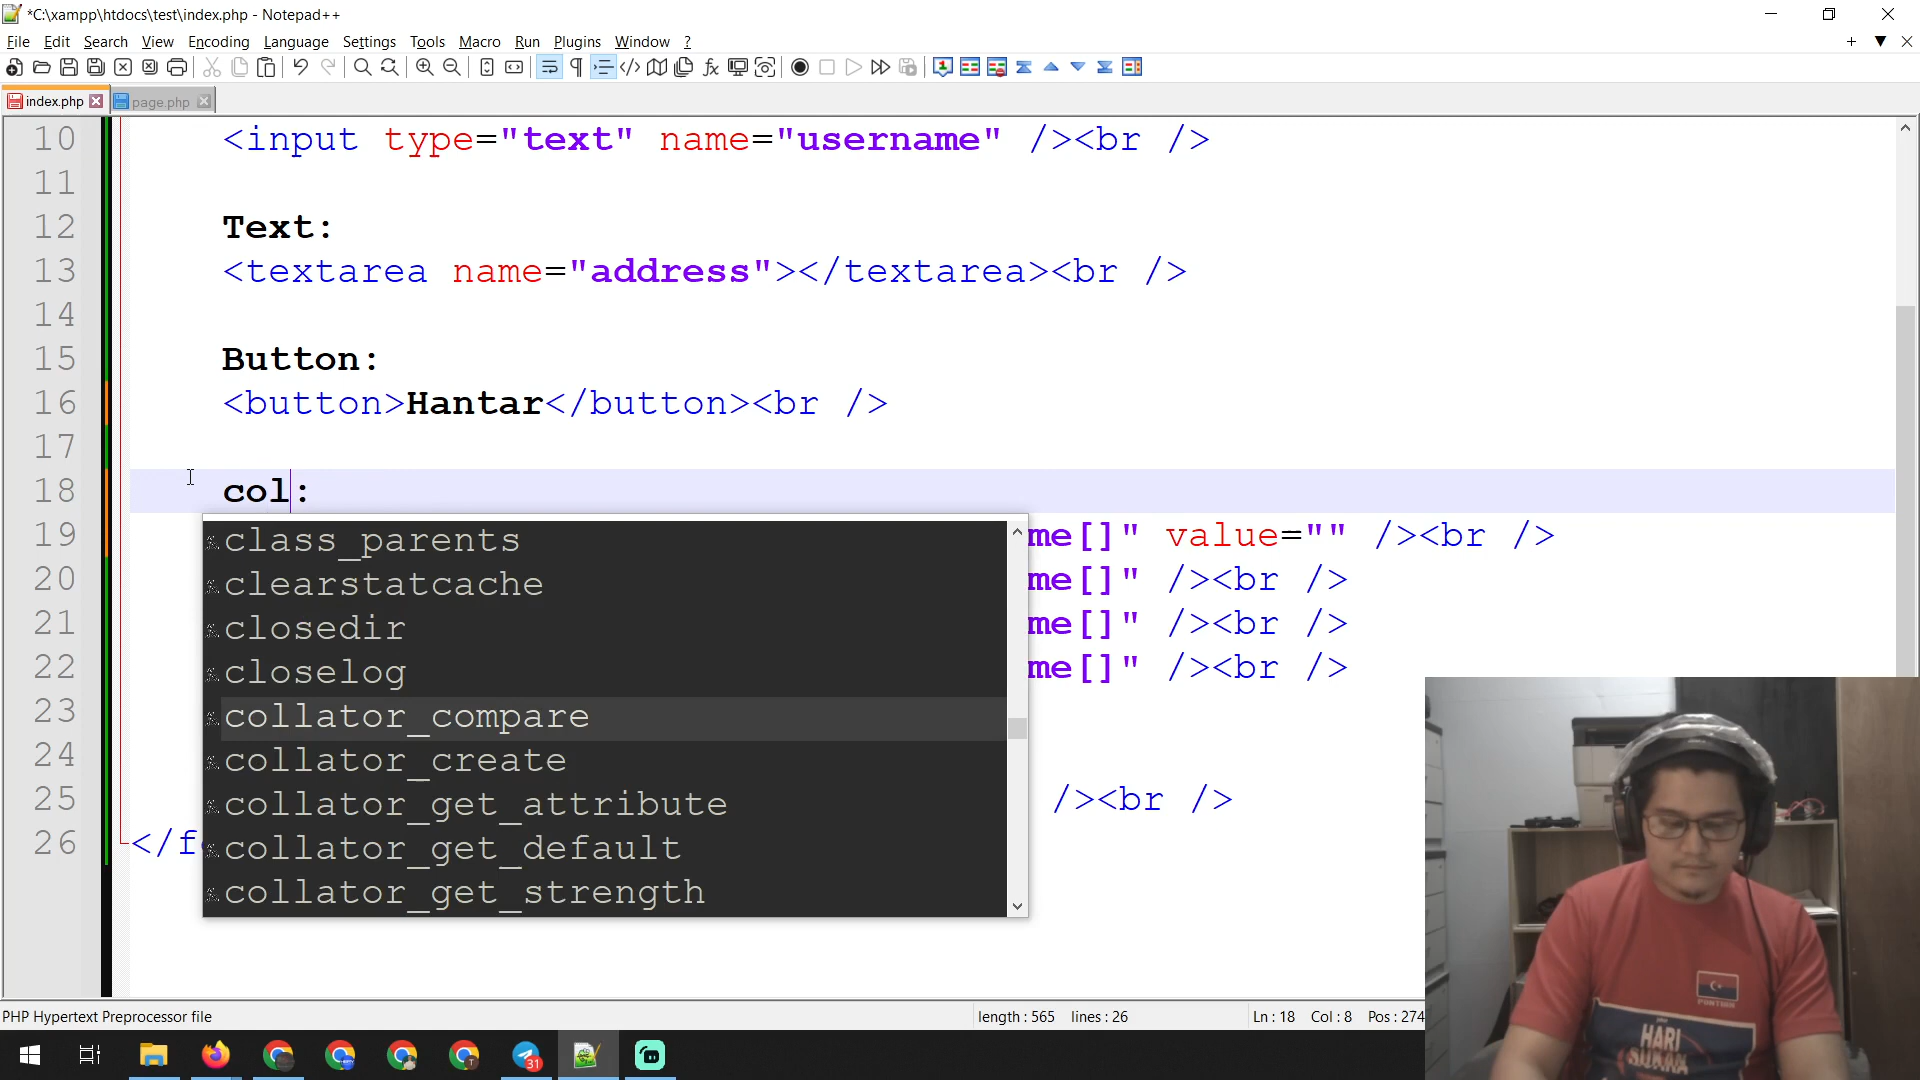 *C:\xampp\htdocs\test\index.php - Notepad++
File Edit Search View Encoding Language Settings Tools Macro Run Plugins Window ?
index.php page.php
10 <input type="text" name="username" /><br />
11
12 Text:
13 <textarea name="address"></textarea><br />
14
15 Button:
16 <button>Hantar</button><br />
17
18 col:
19 me[]" value="" /><br />
20 me[]" /><br />
21 me[]" /><br />
22 me[]" /><br />
23
24
25 /><br />
26 </f
class_parents
clearstatcache
closedir
closelog
collator_compare
collator_create
collator_get_attribute
collator_get_default
collator_get_strength
PHP Hypertext Preprocessor file length : 565 lines : 26 Ln : 18 Col : 8 Pos : 274
31
PONTIAN
HARI
SUKAN